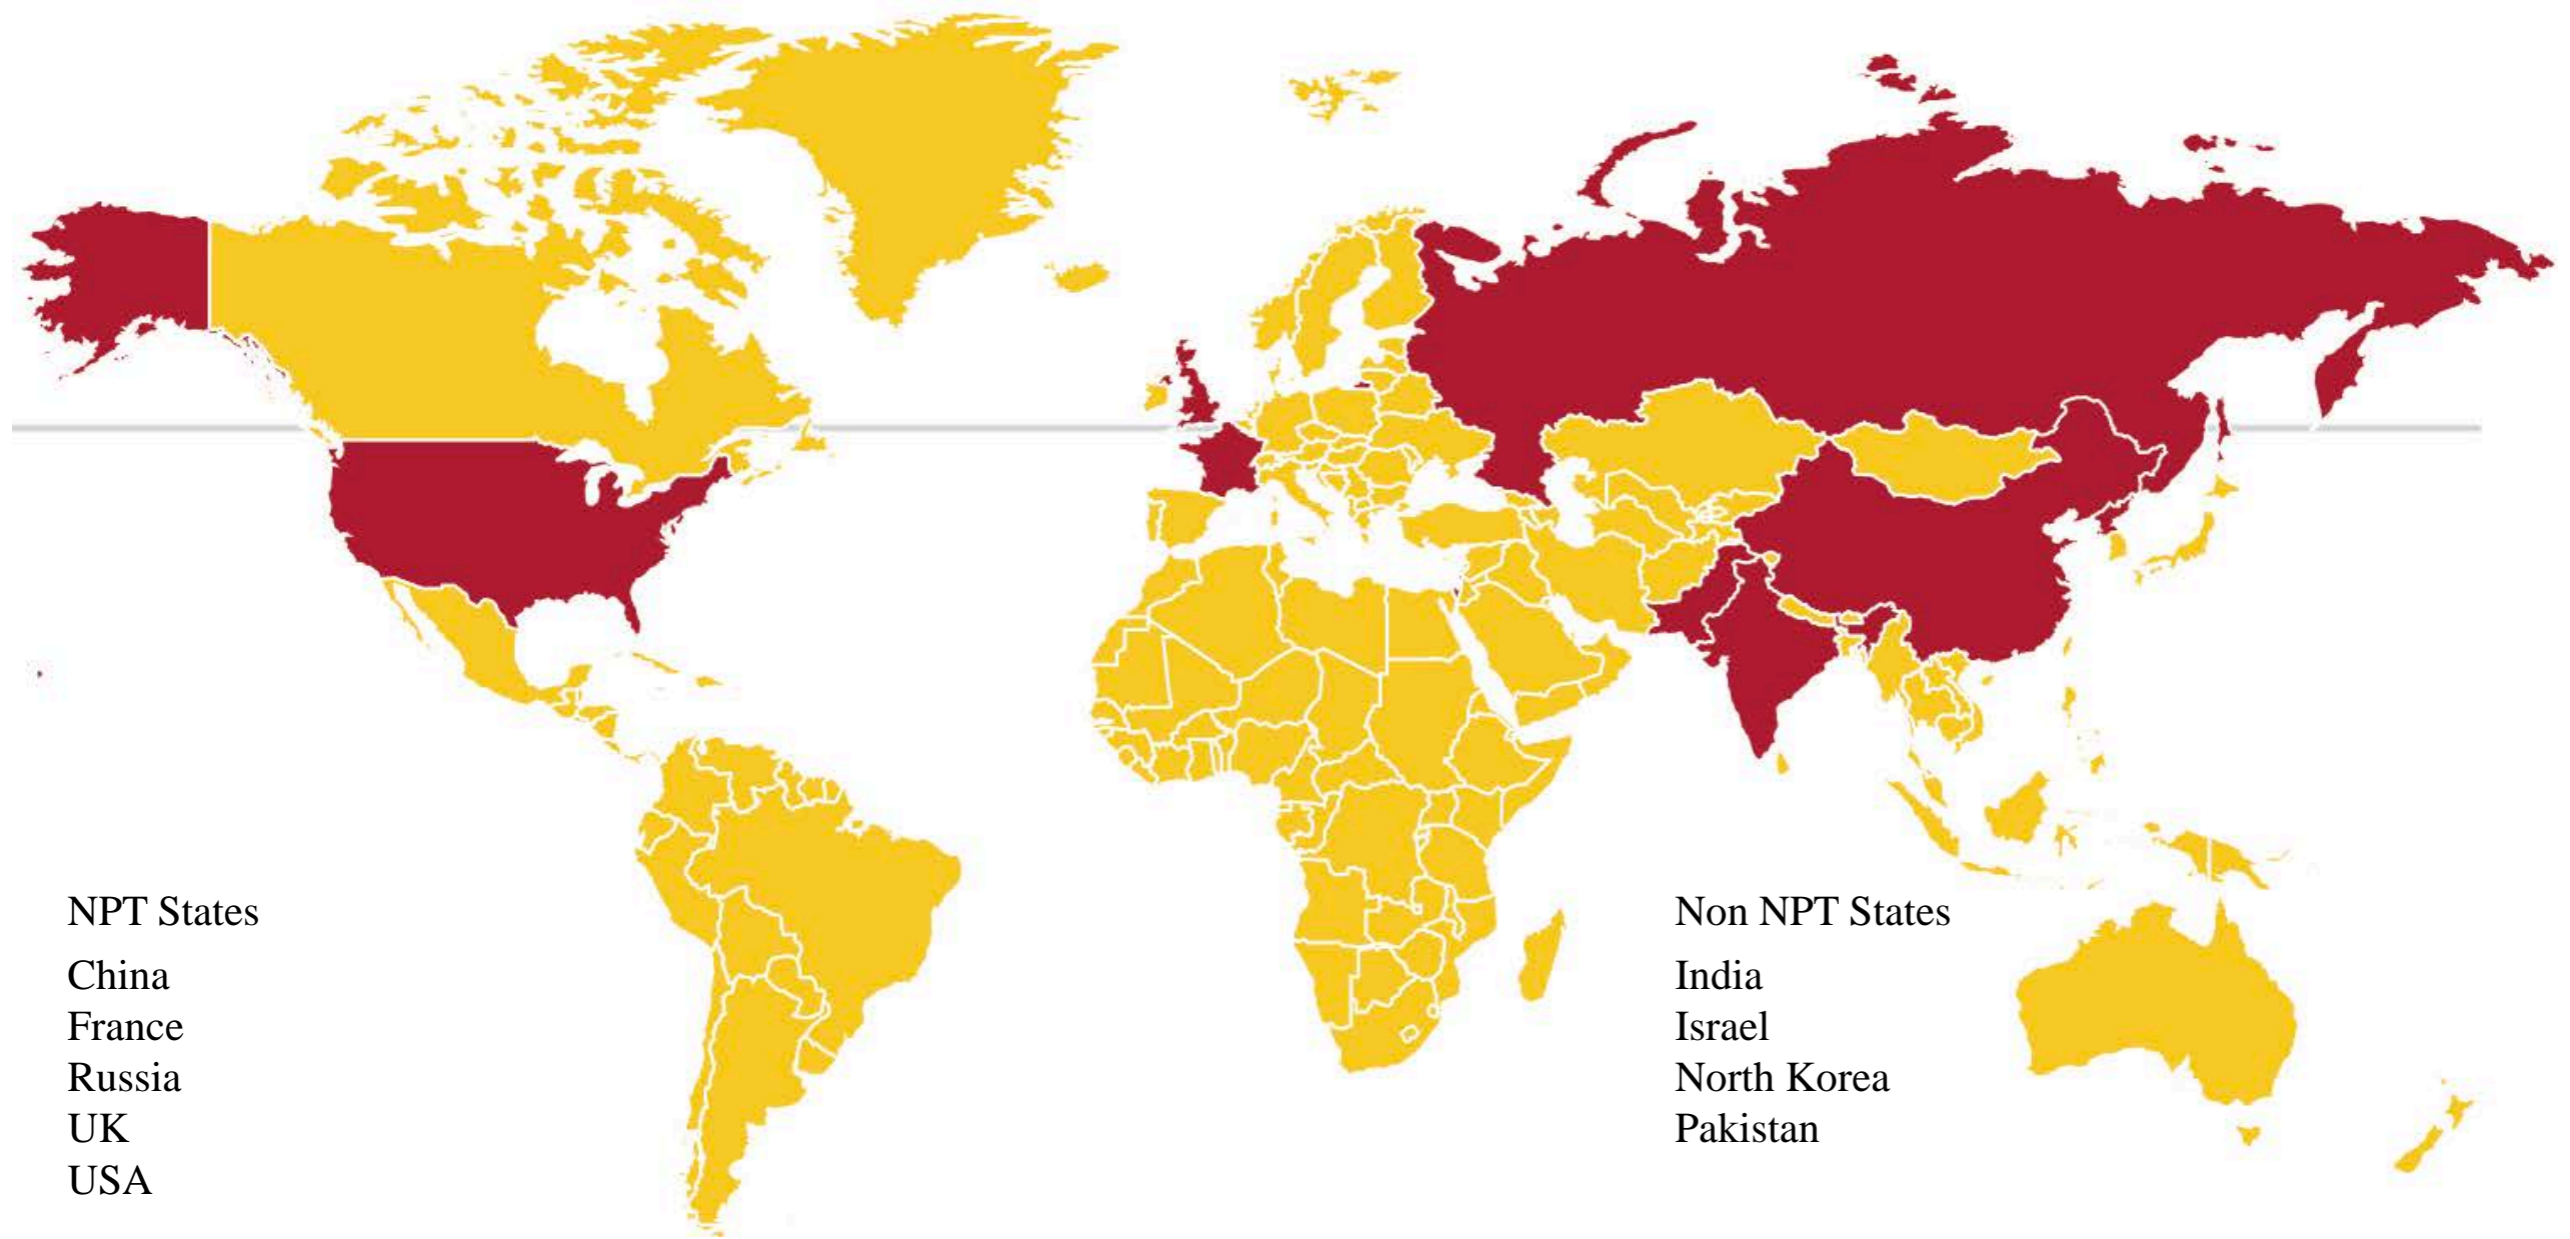 NPT States
China
France
Russia
UK
USA
Non NPT States
India
Israel
North Korea
Pakistan